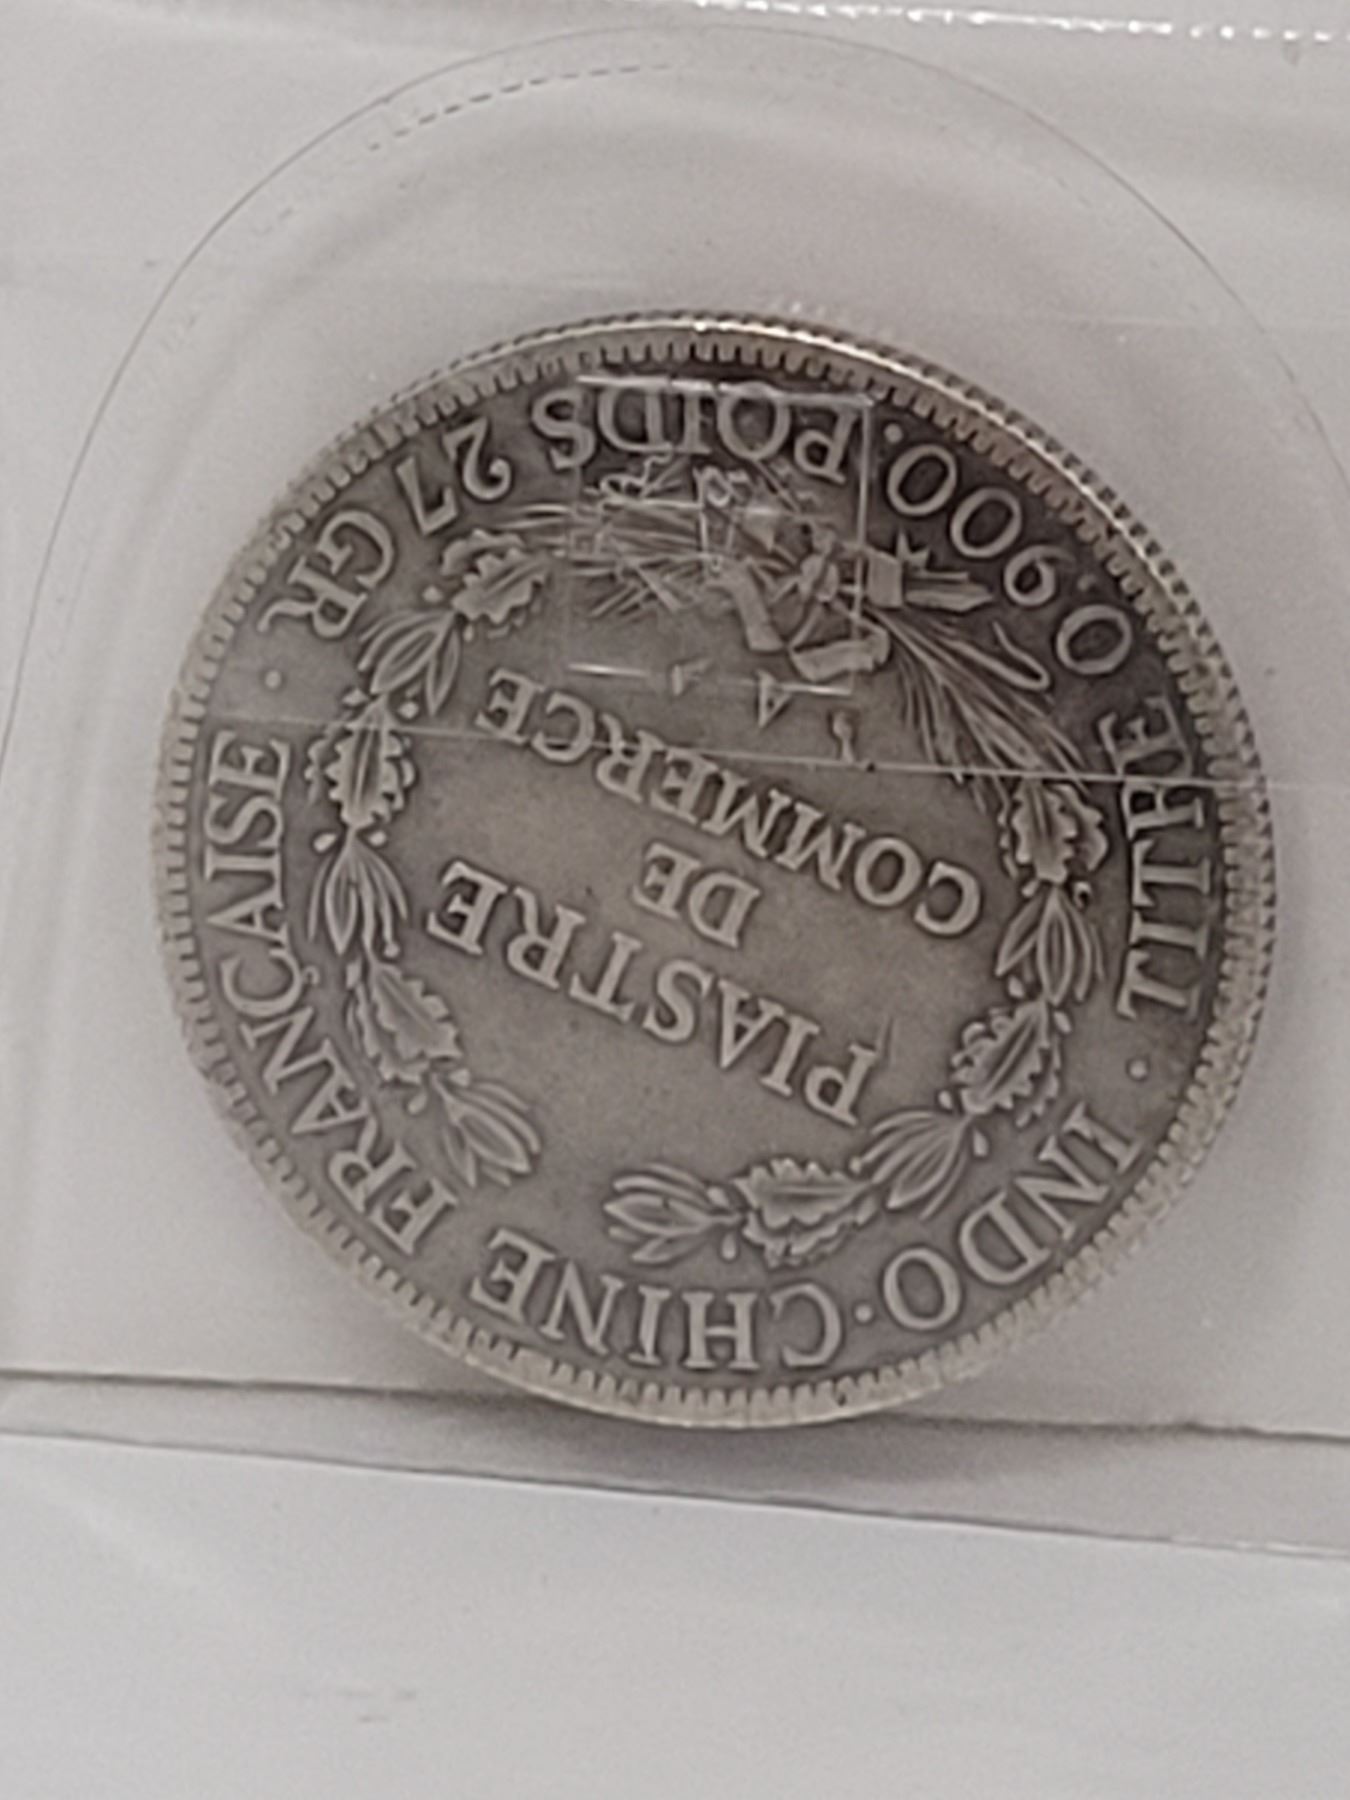 INDO·CHINE FRANÇAISE · TITRE 0,900. POIDS 27 GR ·
PIASTRE
DE
COMMERCE
A